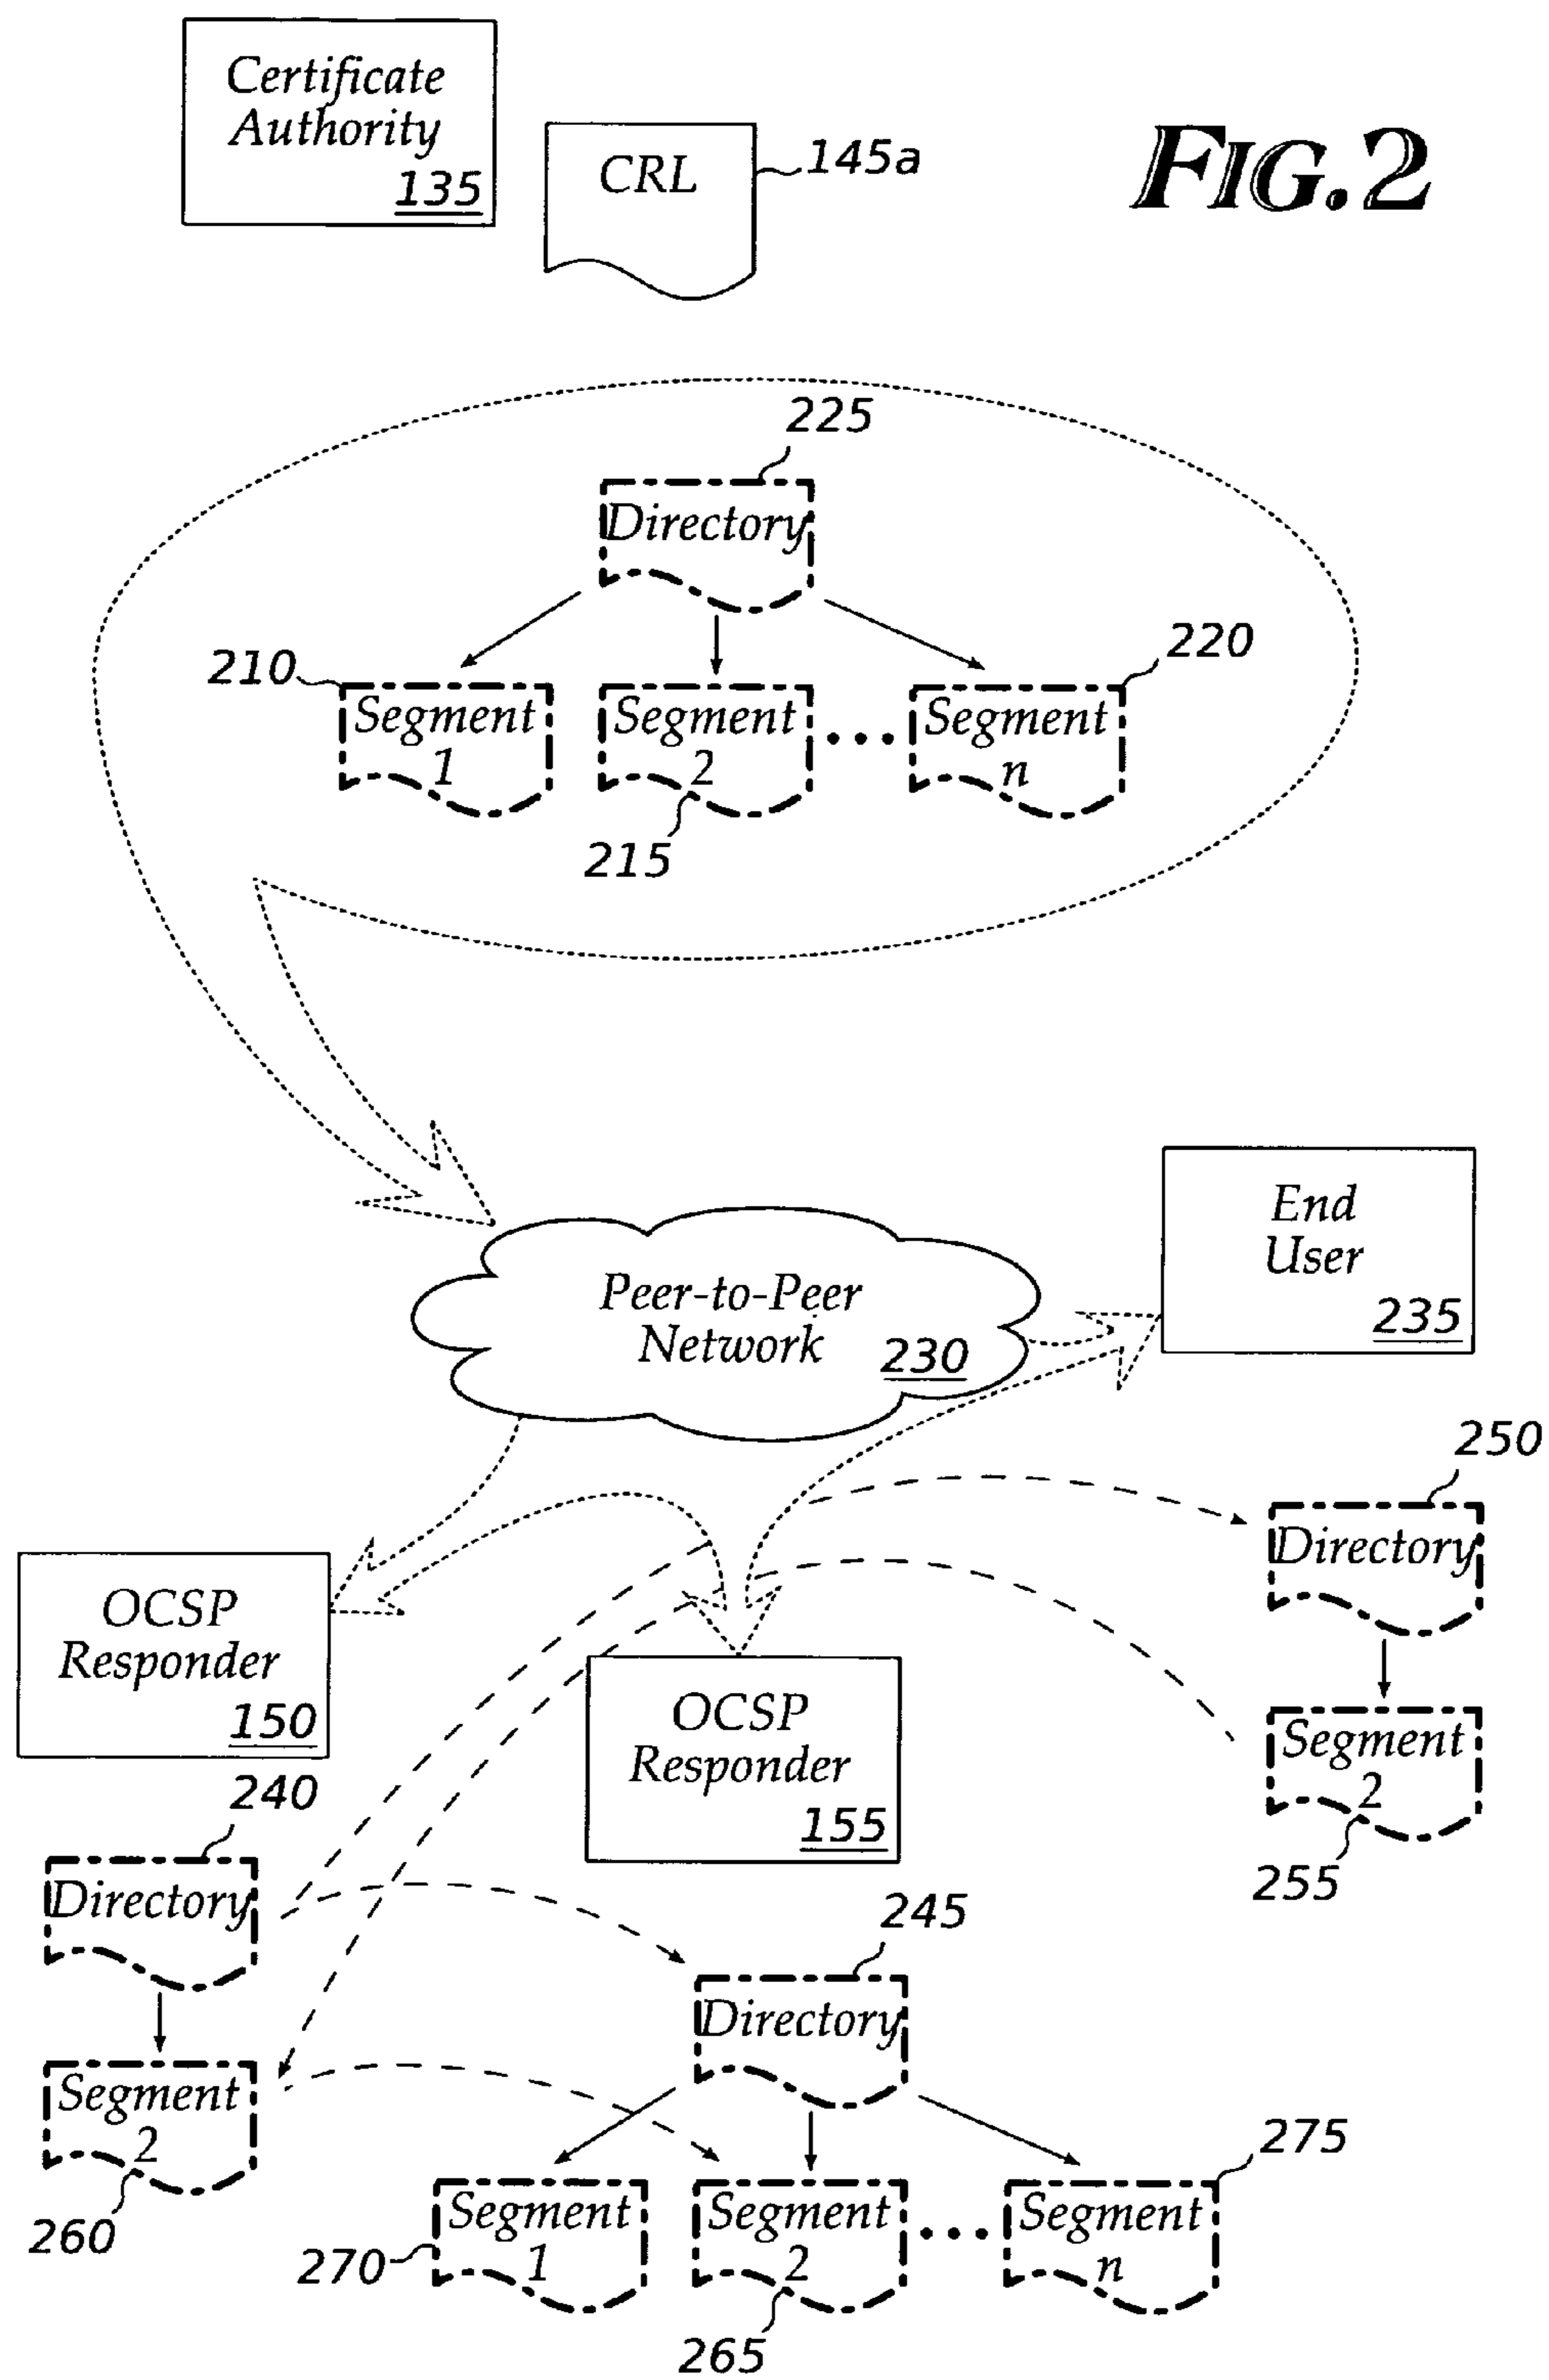 Certificate
Authority
135
CRL
145a
FIG.2
225
Directory
210
220
Segment
1
Segment
2
Segment
n
215
Peer-to-Peer
Network
230
End
User
235
250
Directory
OCSP
Responder
150
OCSP
Responder
155
Segment
2
255
240
Directory
245
Directory
Segment
2
260
275
Segment
1
270
Segment
2
265
Segment
n